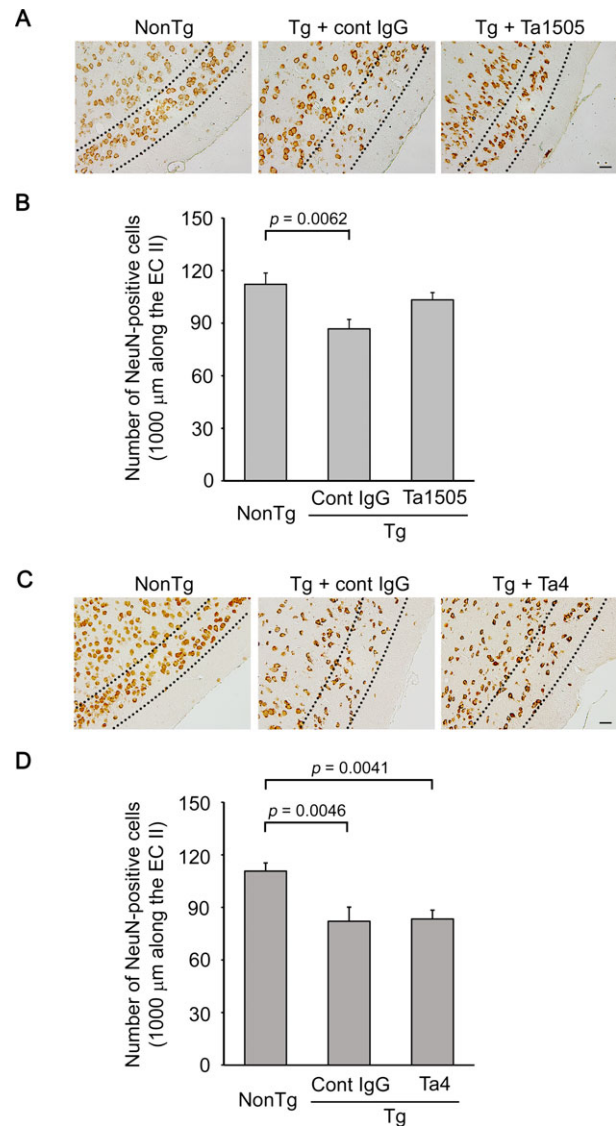 A
NonTg
Tg + cont IgG
Tg + Ta1505
B
Number of NeuN-positive cells
(1000 μm along the EC II)
150
120
90
60
30
0
p = 0.0062
NonTg
Cont IgG
Ta1505
Tg
C
NonTg
Tg + cont IgG
Tg + Ta4
D
Number of NeuN-positive cells
(1000 μm along the EC II)
150
120
90
60
30
0
p = 0.0041
p = 0.0046
NonTg
Cont IgG
Ta4
Tg